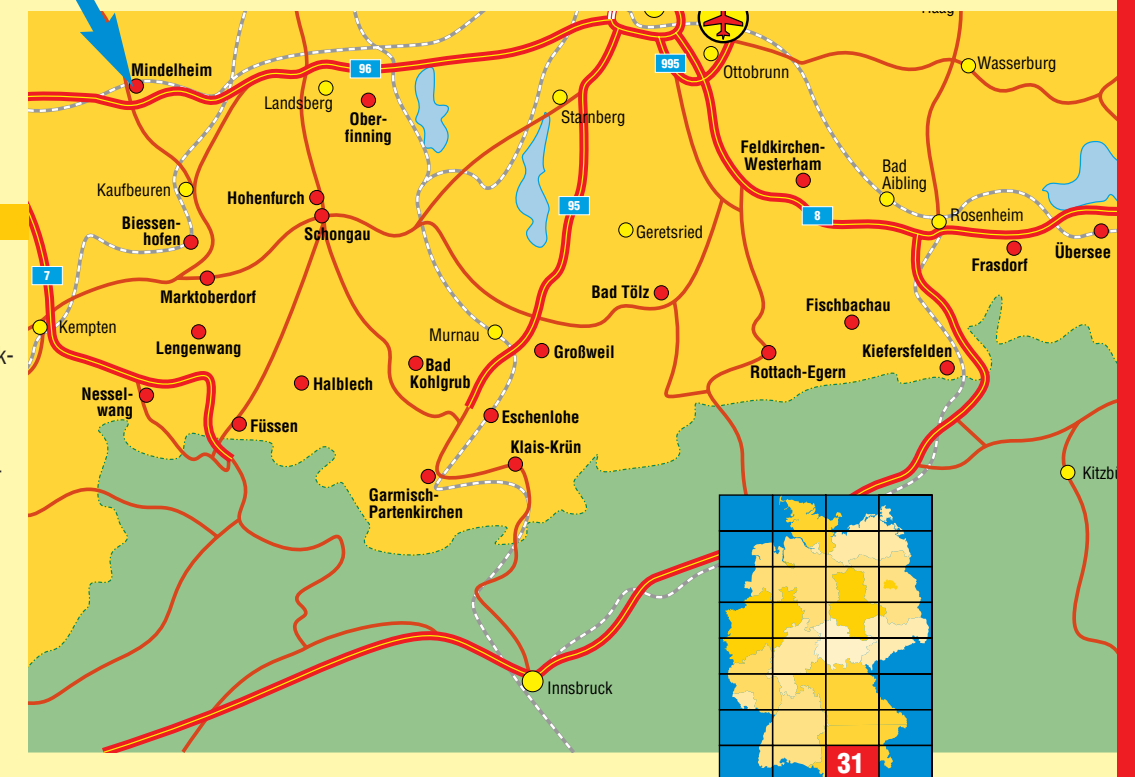 Haag
995
Ottobrunn
Wasserburg
Mindelheim
96
Landsberg
Ober-
finning
Starnberg
Feldkirchen-
Westerham
Bad
Aibling
Kaufbeuren
Hohenfurch
Biessen-
hofen
Schongau
95
Geretsried
8
Rosenheim
Frasdorf
Übersee
7
Marktoberdorf
Bad Tölz
Fischbachau
Kempten
Lengenwang
Murnau
Großweil
Kiefersfelden
Rottach-Egern
k-
Nessel-
wang
Halblech
Bad
Kohlgrub
Füssen
Eschenlohe
Klais-Krün
Garmisch-
Partenkirchen
Kitzbü
Innsbruck
31